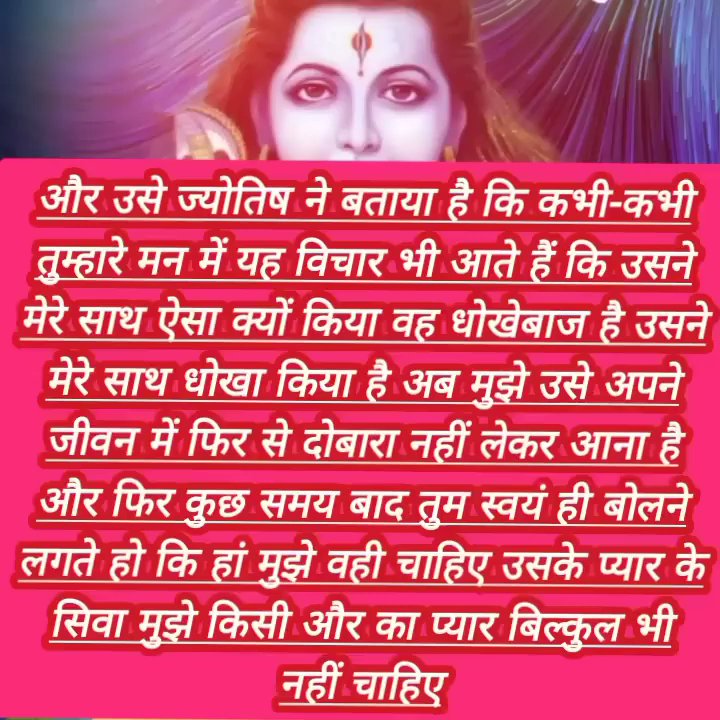 और उसे ज्योतिष ने बताया है कि कभी-कभी
तुम्हारे मन में यह विचार भी आते हैं कि उसने
मेरे साथ ऐसा क्यों किया वह धोखेबाज है उसने
मेरे साथ धोखा किया है अब मुझे उसे अपने
जीवन में फिर से दोबारा नहीं लेकर आना है
और फिर कुछ समय बाद तुम स्वयं ही बोलने
लगते हो कि हां मुझे वही चाहिए उसके प्यार के
सिवा मुझे किसी और का प्यार बिल्कुल भी
नहीं चाहिए